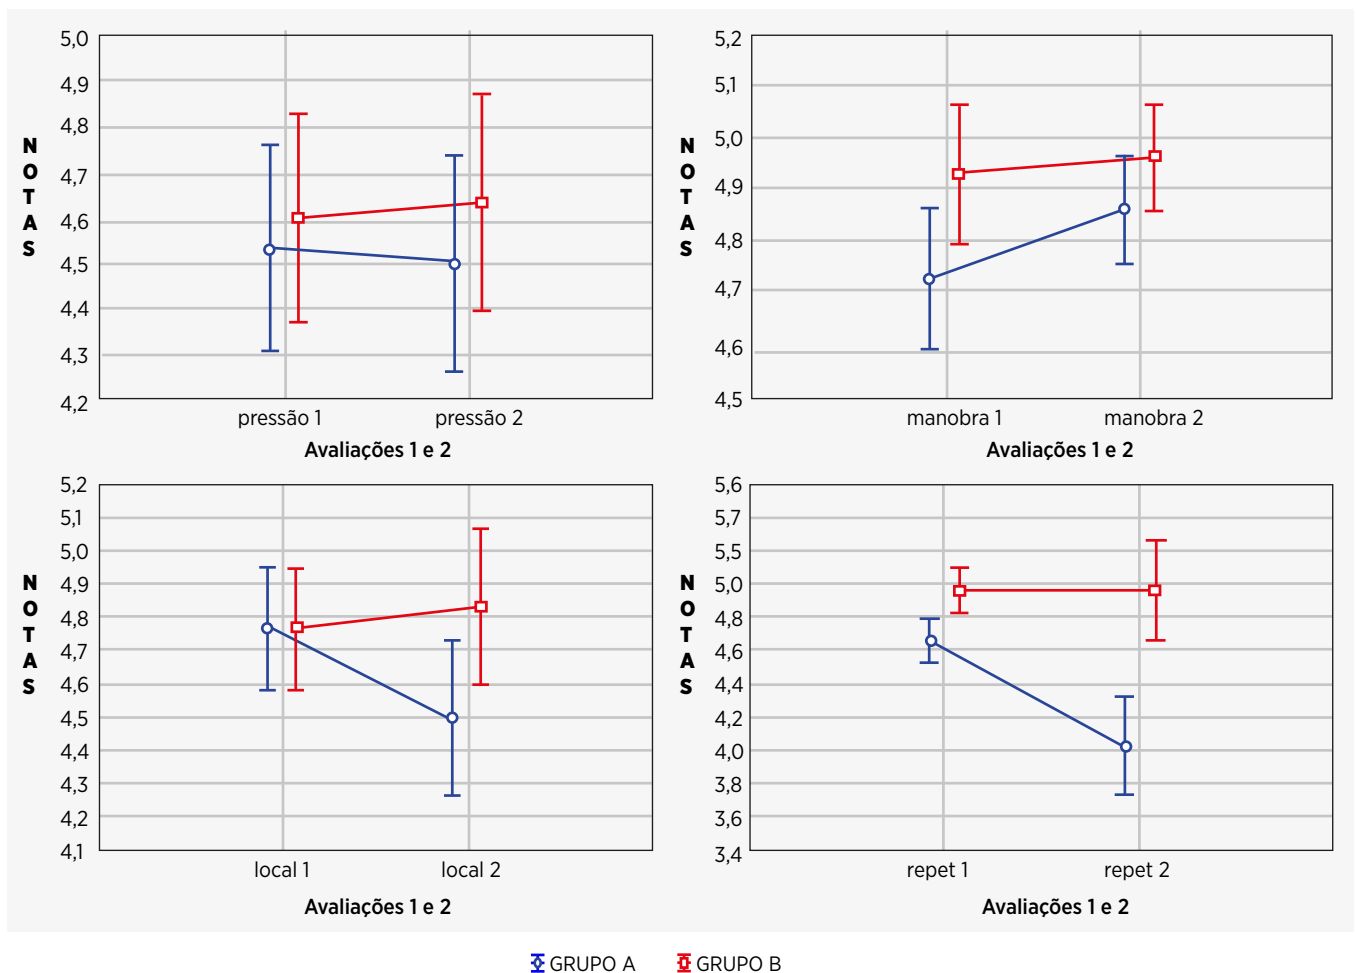 5,0
4,9
4,8
4,7
4,6
4,5
4,4
4,3
4,2
NOTAS
pressão 1
pressão 2
Avaliações 1 e 2
5,2
5,1
5,0
4,9
4,8
4,7
4,6
4,5
NOTAS
manobra 1
manobra 2
Avaliações 1 e 2
5,2
5,1
5,0
4,9
4,8
4,7
4,6
4,5
4,4
4,3
4,2
4,1
NOTAS
local 1
local 2
Avaliações 1 e 2
5,6
5,7
5,5
5,0
4,8
4,6
4,4
4,2
4,0
3,8
3,6
3,4
NOTAS
repet 1
repet 2
Avaliações 1 e 2
GRUPO A
GRUPO B